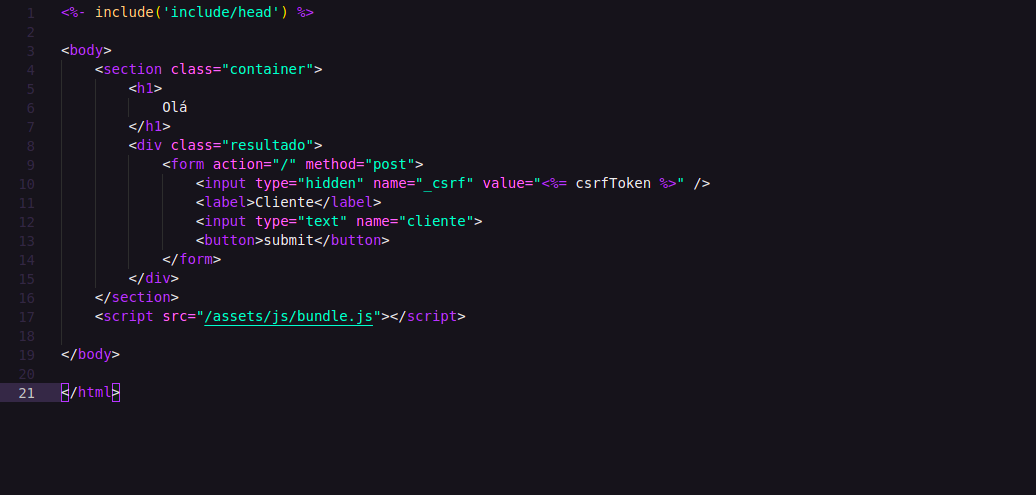 1 <%- include('include/head') %>
2
3 <body>
4     <section class="container">
5         <h1>
6             Olá
7         </h1>
8         <div class="resultado">
9             <form action="/" method="post">
10                 <input type="hidden" name="_csrf" value="<%= csrfToken %>" />
11                 <label>Cliente</label>
12                 <input type="text" name="cliente">
13                 <button>submit</button>
14             </form>
15         </div>
16     </section>
17     <script src="/assets/js/bundle.js"></script>
18
19 </body>
20
21 </html>